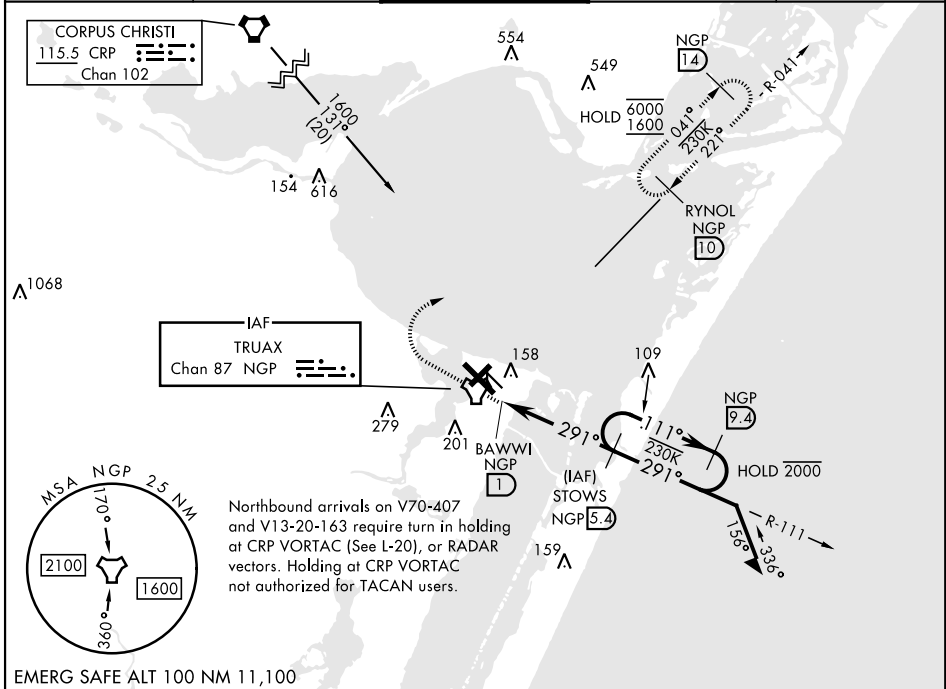 CORPUS CHRISTI
115.5 CRP
Chan 102
1600
131°
(20)
554
549
NGP
14
R-041
HOLD 6000
1600
041°
230K
221°
RYNOL
NGP
10
154
616
1068
IAF
TRUAX
Chan 87 NGP
158
109
279
201
BAWWI
NGP
1
291°
111°
230K
291°
NGP
9.4
HOLD 2000
(IAF)
STOWS
NGP 5.4
R-111
156°
336°
159
MSA NGP 25 NM
170°
2100
1600
360°
Northbound arrivals on V70-407
and V13-20-163 require turn in holding
at CRP VORTAC (See L-20), or RADAR
vectors. Holding at CRP VORTAC
not authorized for TACAN users.
EMERG SAFE ALT 100 NM 11,100